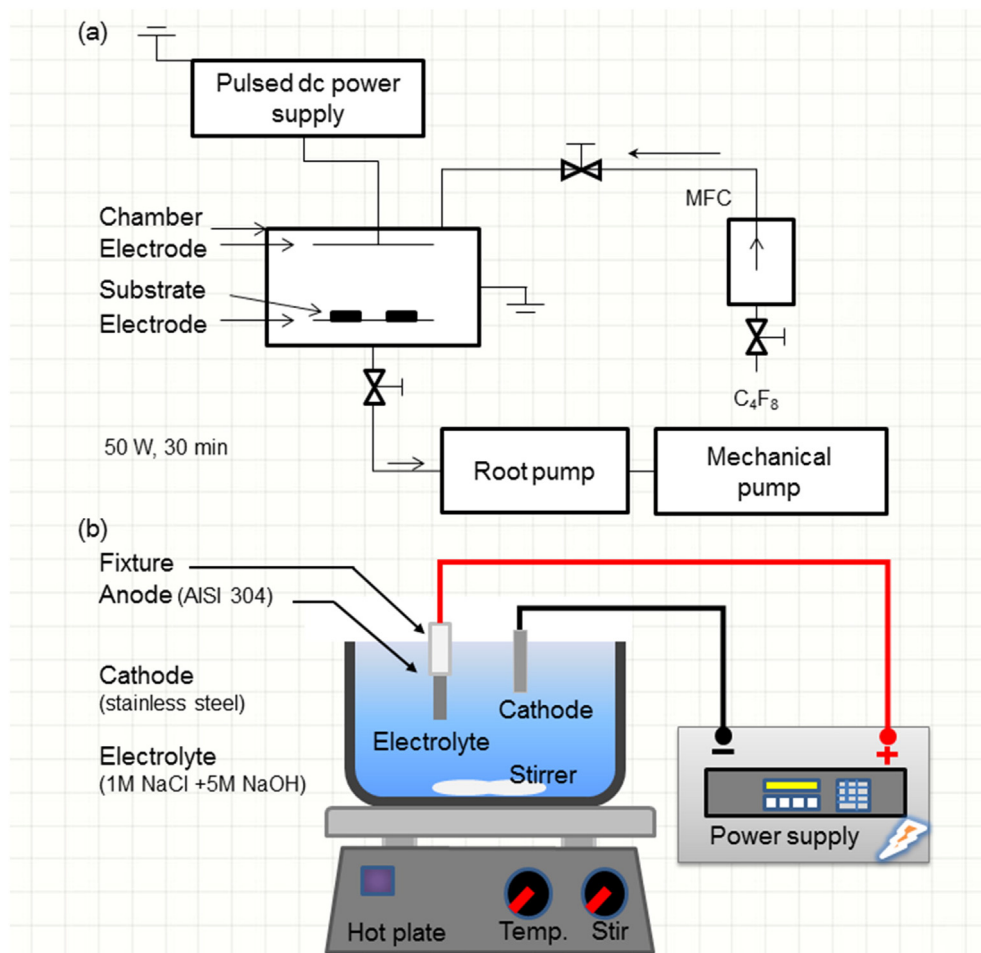 (a)
Pulsed dc power
supply
MFC
Chamber
Electrode
Substrate
Electrode
C₄F₈
50 W, 30 min
Root pump
Mechanical
pump
(b)
Fixture
Anode (AISI 304)
Cathode
(stainless steel)
Cathode
Electrolyte
Electrolyte
(1M NaCl +5M NaOH)
Stirrer
− +
Power supply
Hot plate
Temp.
Stir